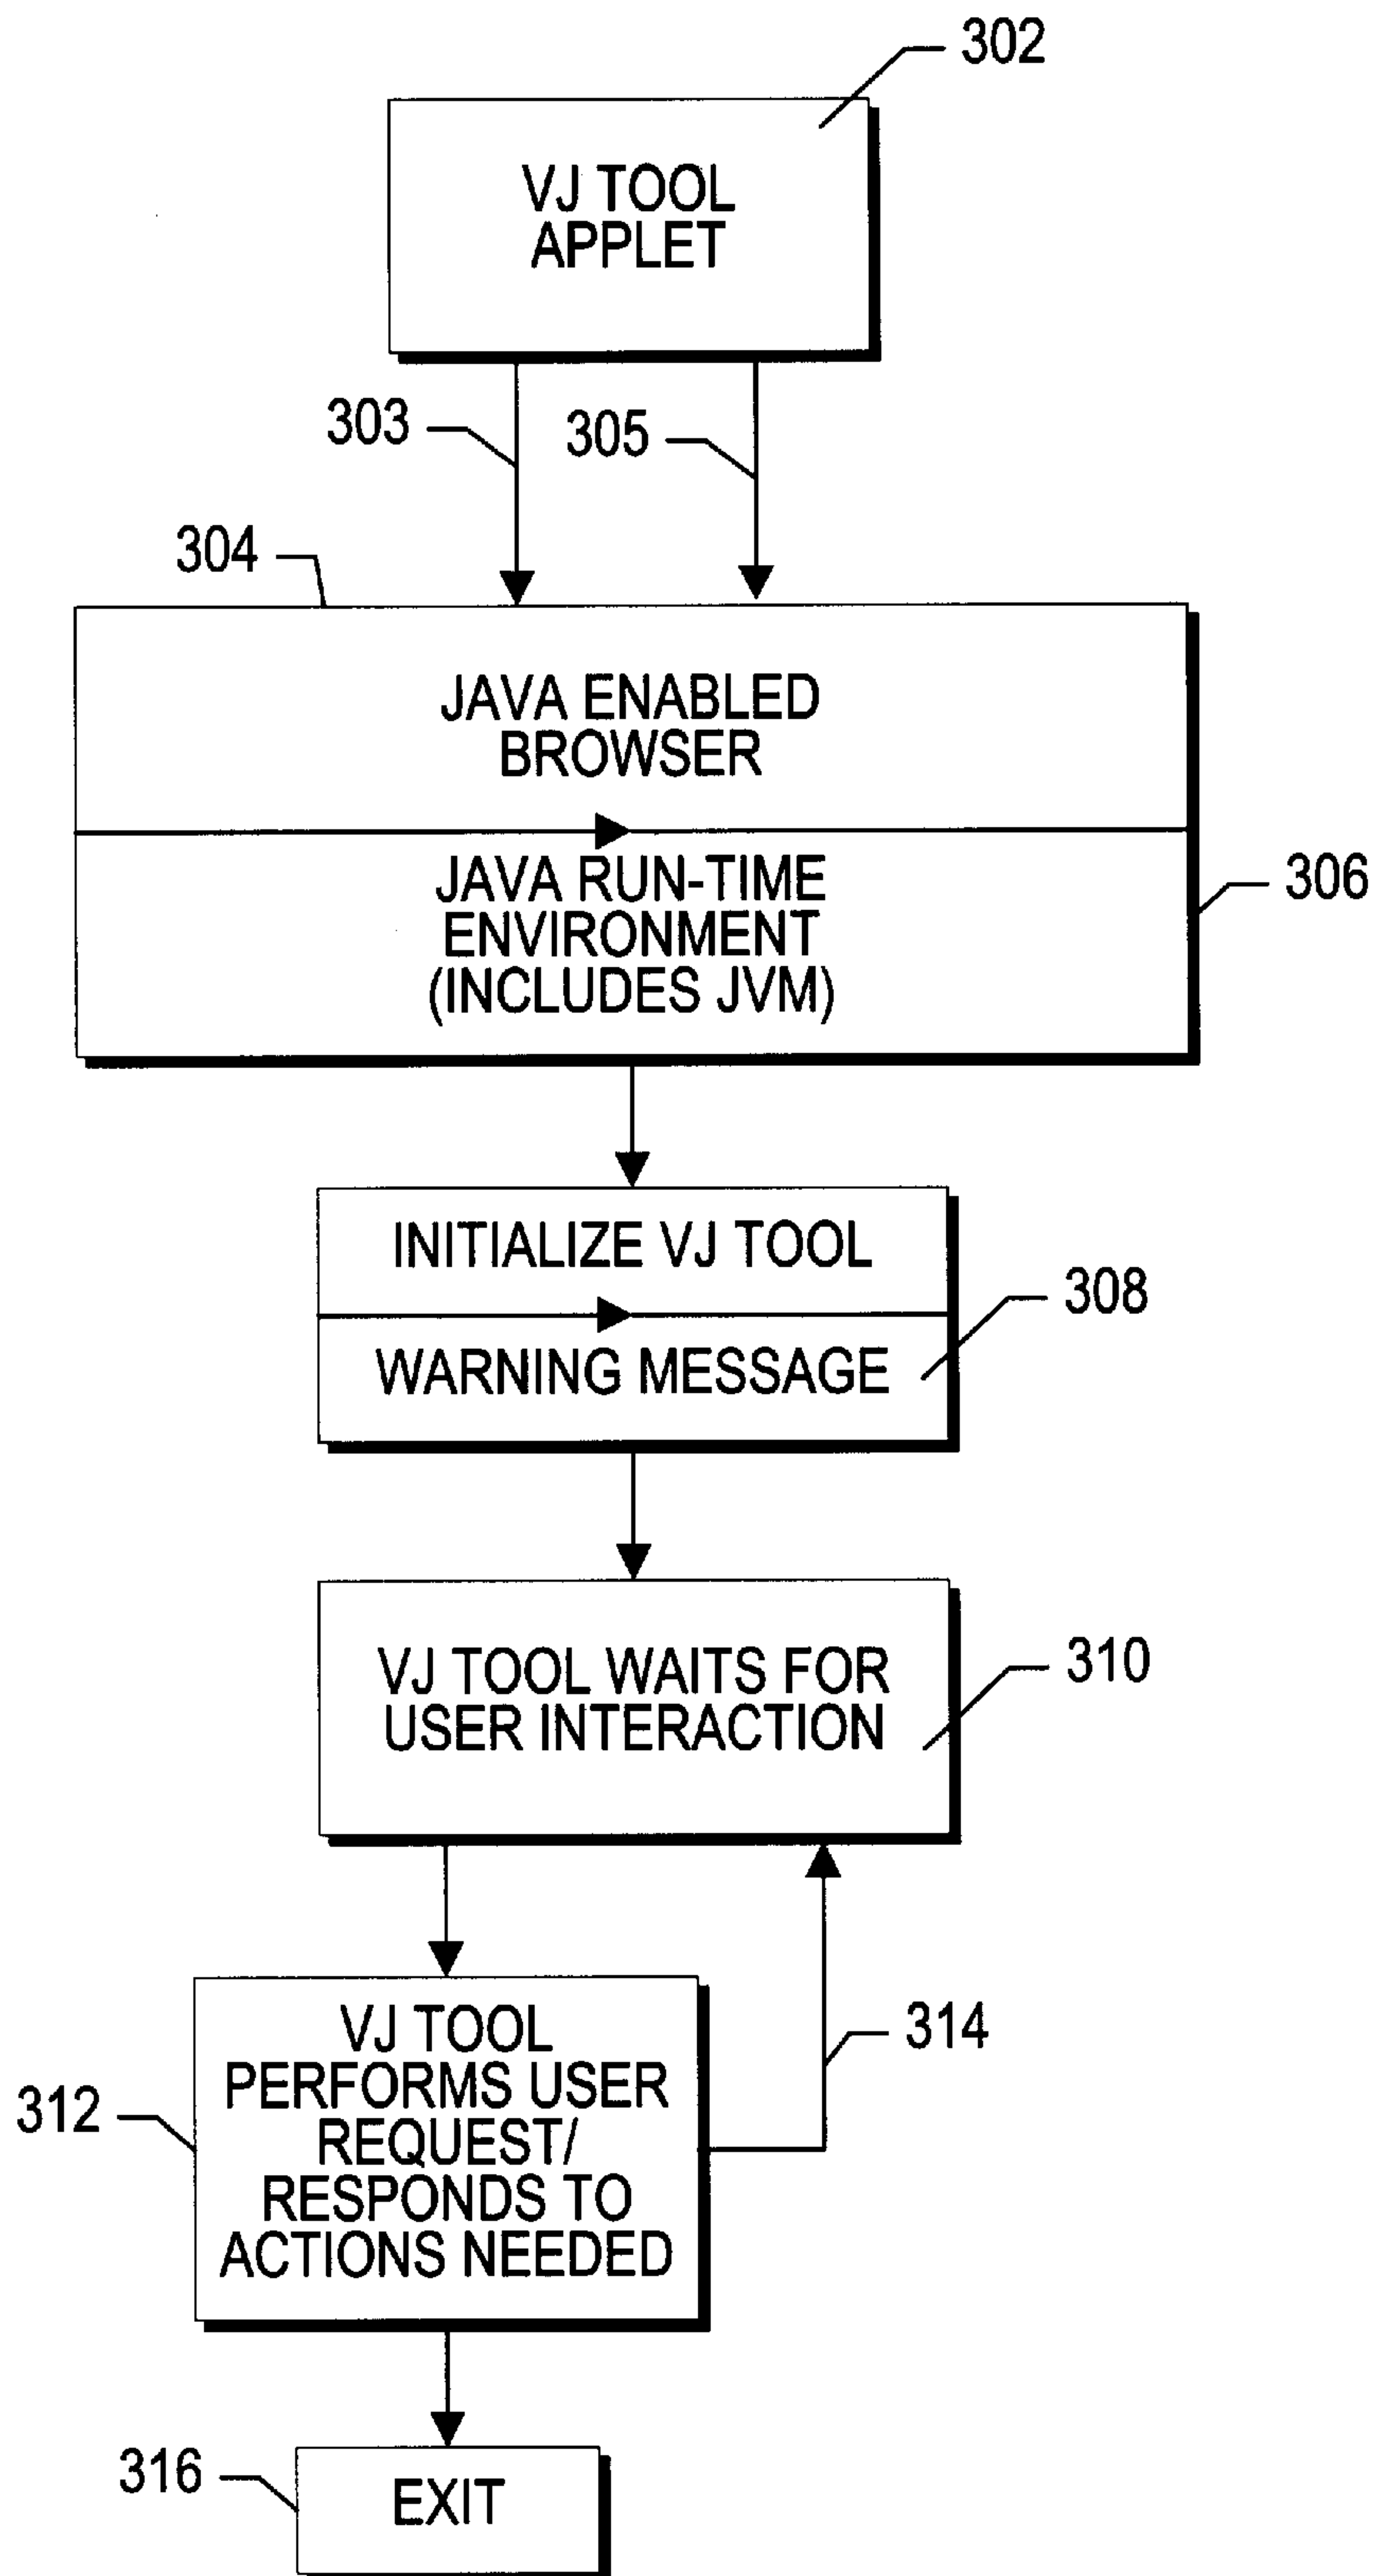 302
VJ TOOL
APPLET
303
305
304
JAVA ENABLED
BROWSER
JAVA RUN-TIME
ENVIRONMENT
(INCLUDES JVM)
306
INITIALIZE VJ TOOL
308
WARNING MESSAGE
VJ TOOL WAITS FOR
USER INTERACTION
310
VJ TOOL
PERFORMS USER
REQUEST/
RESPONDS TO
ACTIONS NEEDED
312
314
316
EXIT